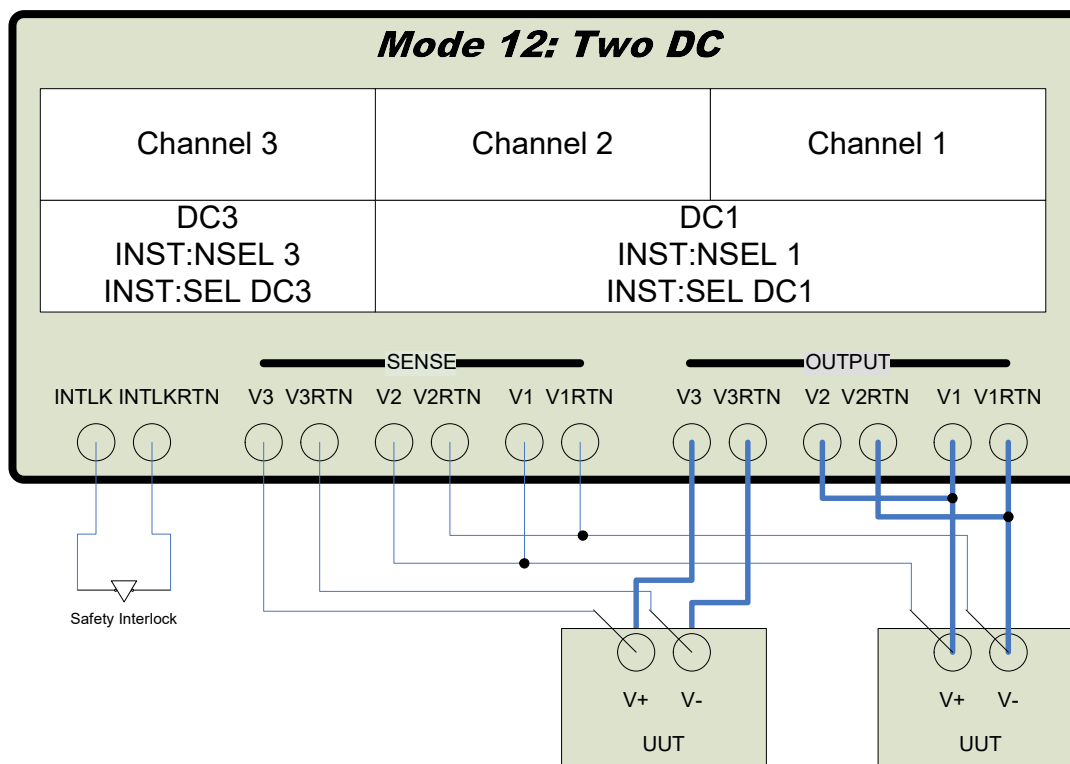 Mode 12: Two DC
Channel 3 Channel 2 Channel 1
DC3
INST:NSEL 3
INST:SEL DC3
DC1
INST:NSEL 1
INST:SEL DC1
SENSE OUTPUT
INTLK INTLKRTN V3 V3RTN V2 V2RTN V1 V1RTN V3 V3RTN V2 V2RTN V1 V1RTN
Safety Interlock
V+ V- V+ V-
UUT UUT